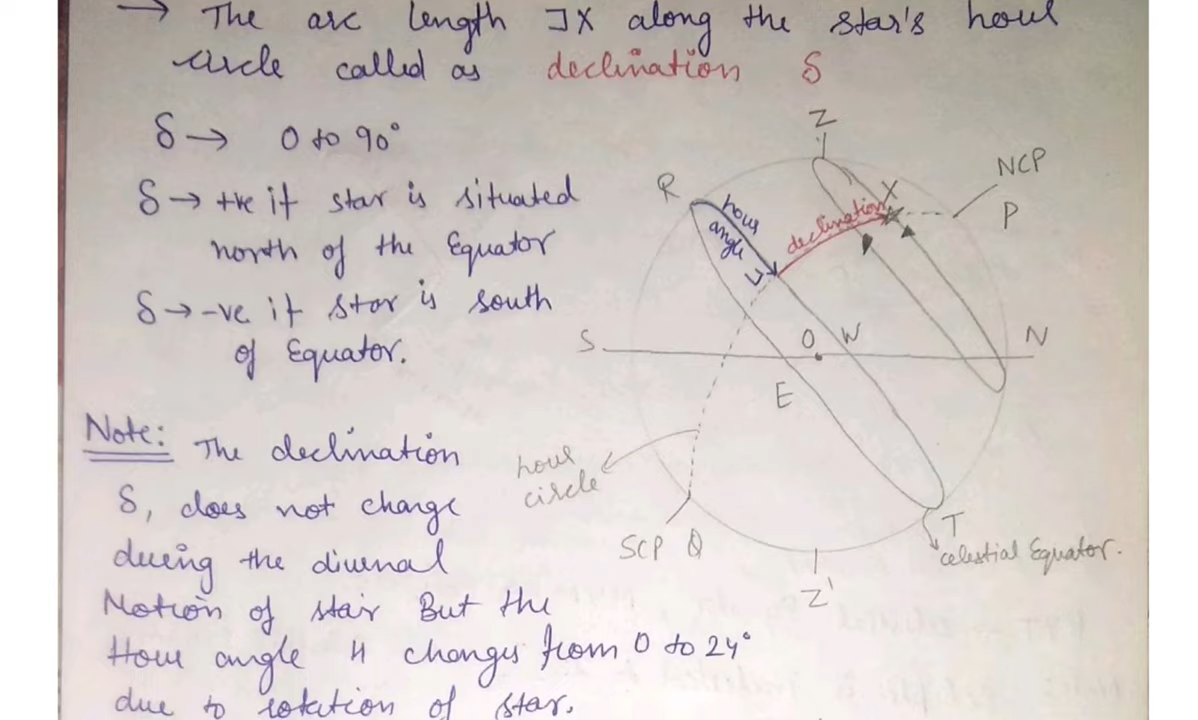 → The arc length JX along the star's hour
circle called as declination δ
δ → 0 to 90°
δ → +ve if star is situated
north of the Equator
δ → -ve if star is south
of Equator.
Note: The declination
δ, does not change
during the diurnal
Motion of star But the
Hour angle H changes from 0 to 24°
due to rotation of star.
Z
NCP
P
R
X
hour
angle
declination
J
S
O
W
N
E
hour
circle
SCP Q
T
celestial Equator.
Z'